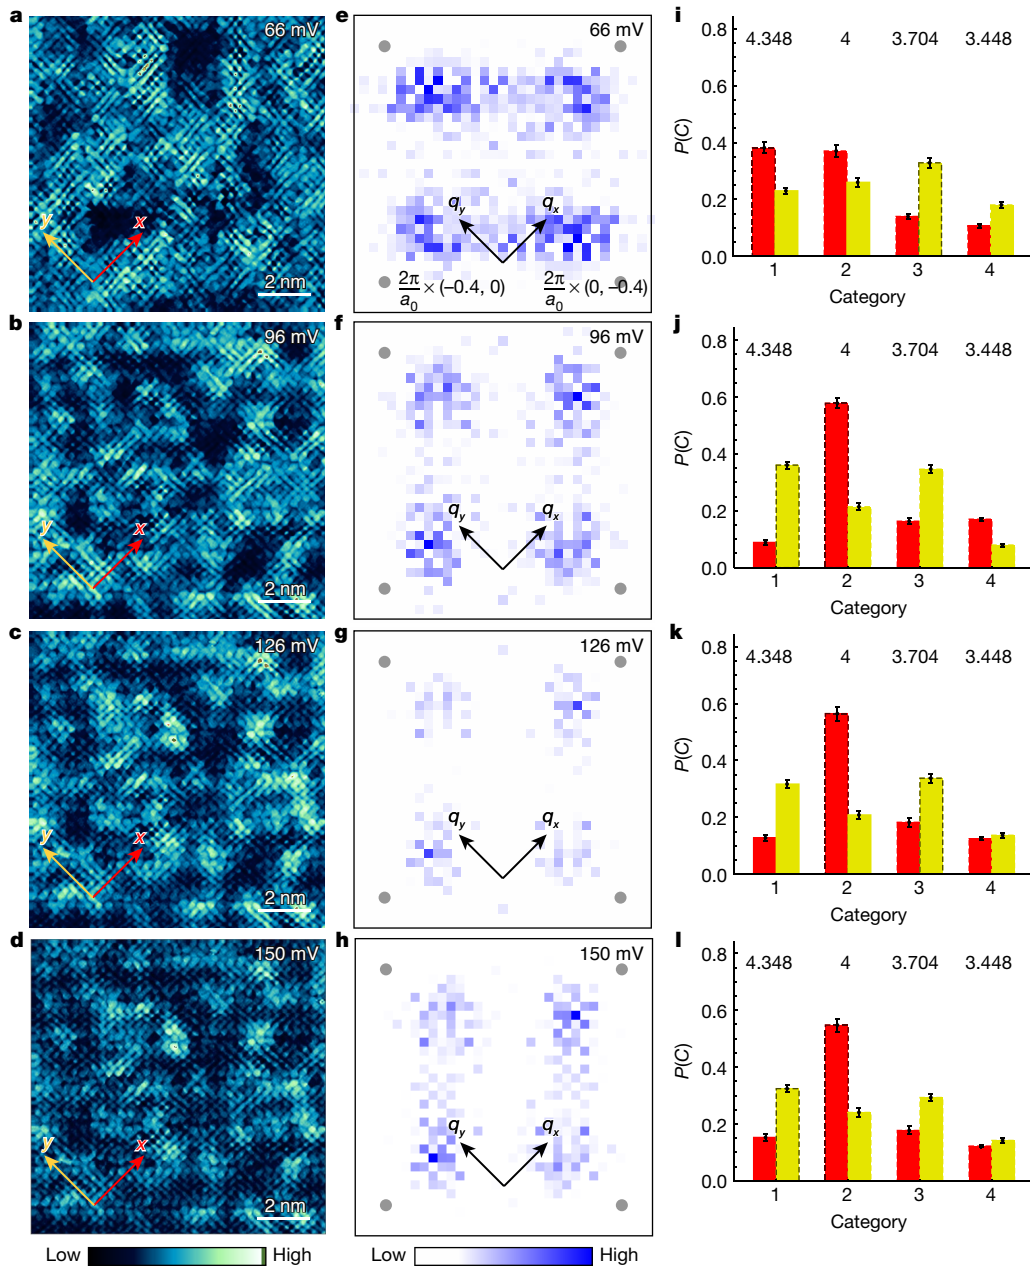 a
66 mV
y
x
2 nm
e
66 mV
q_y
q_x
2π/a_0 × (−0.4, 0)
2π/a_0 × (0, −0.4)
i
0.8
0.6
0.4
0.2
0.0
P(C)
4.348 4 3.704 3.448
1 2 3 4
Category
b
96 mV
y
x
2 nm
f
96 mV
q_y
q_x
j
0.8
0.6
0.4
0.2
0.0
P(C)
4.348 4 3.704 3.448
1 2 3 4
Category
c
126 mV
y
x
2 nm
g
126 mV
q_y
q_x
k
0.8
0.6
0.4
0.2
0.0
P(C)
4.348 4 3.704 3.448
1 2 3 4
Category
d
150 mV
y
x
2 nm
h
150 mV
q_y
q_x
l
0.8
0.6
0.4
0.2
0.0
P(C)
4.348 4 3.704 3.448
1 2 3 4
Category
Low High
Low High